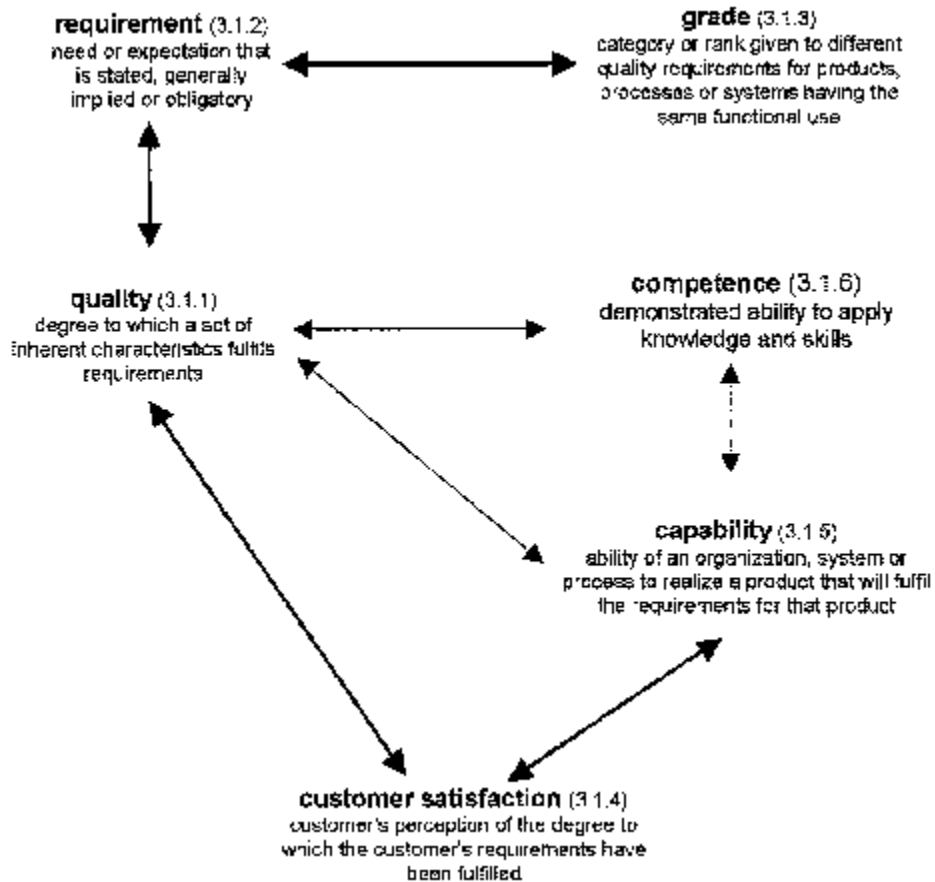 requirement (3.1.2)
need or expectation that
is stated, generally
implied or obligatory
grade (3.1.3)
category or rank given to different
quality requirements for products,
processes or systems having the
same functional use
quality (3.1.1)
degree to which a set of
inherent characteristics fulfils
requirements
competence (3.1.6)
demonstrated ability to apply
knowledge and skills
capability (3.1.5)
ability of an organization, system or
process to realize a product that will fulfil
the requirements for that product
customer satisfaction (3.1.4)
customer's perception of the degree to
which the customer's requirements have
been fulfilled